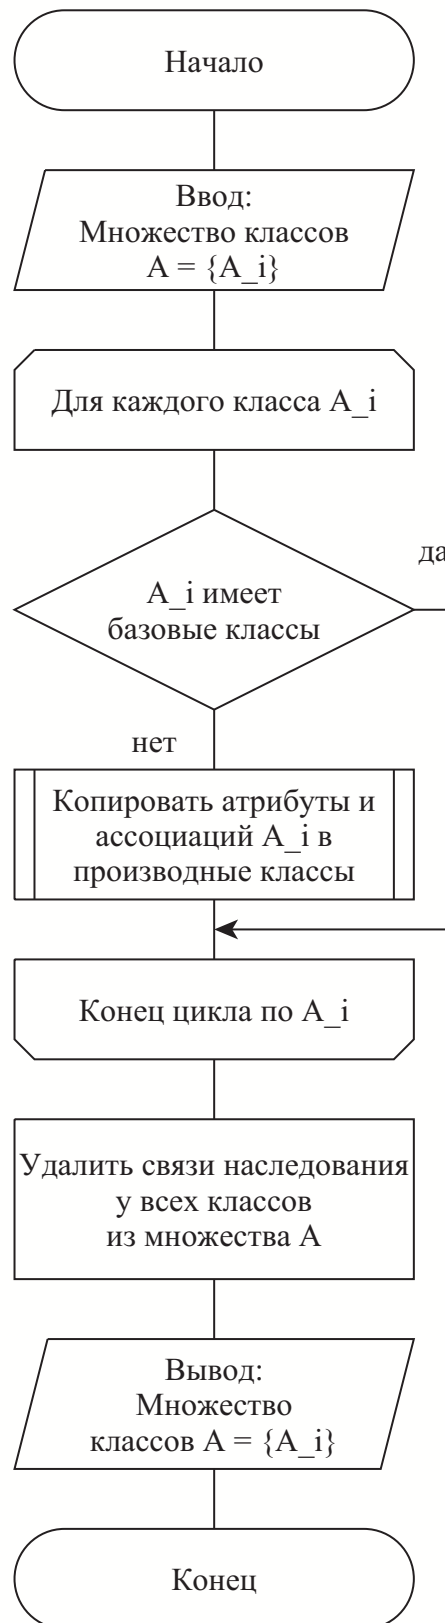 Начало
Ввод:
Множество классов
A = {A_i}
Для каждого класса A_i
да
A_i имеет
базовые классы
нет
Копировать атрибуты и
ассоциаций A_i в
производные классы
Конец цикла по A_i
Удалить связи наследования
у всех классов
из множества A
Вывод:
Множество
классов A = {A_i}
Конец